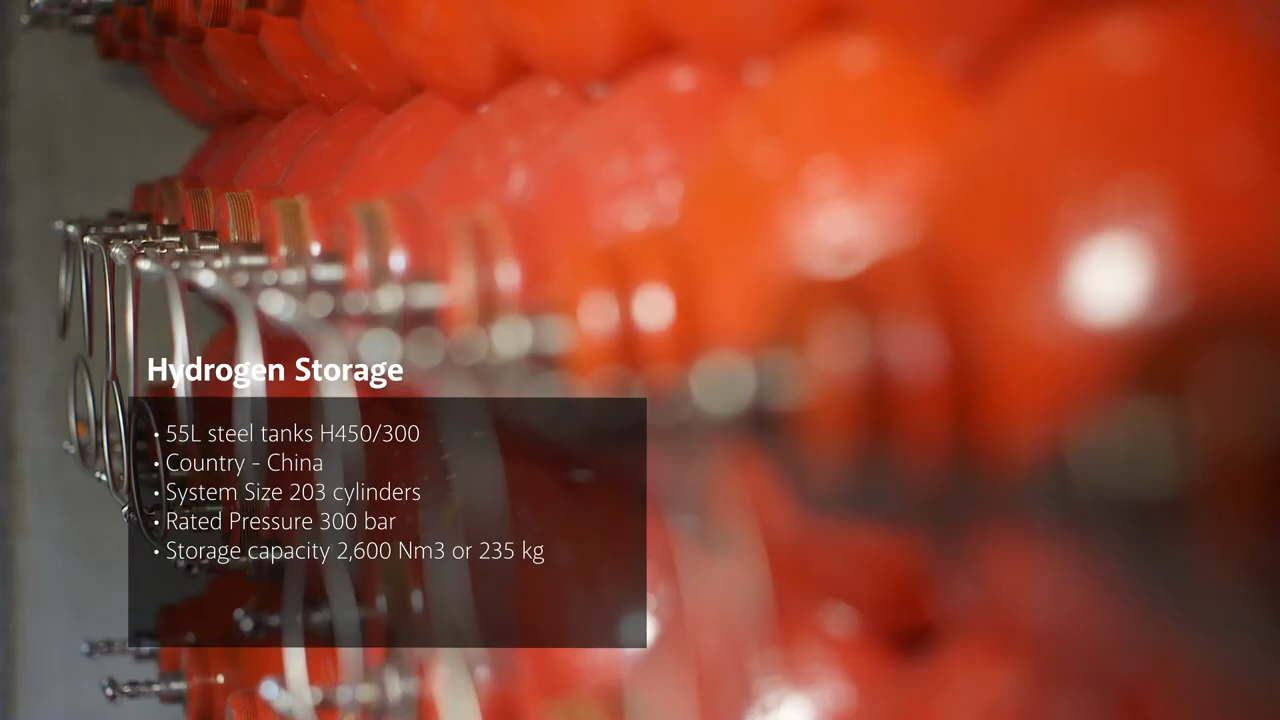 Hydrogen Storage
• 55L steel tanks H450/300
• Country - China
• System Size 203 cylinders
• Rated Pressure 300 bar
• Storage capacity 2,600 Nm3 or 235 kg